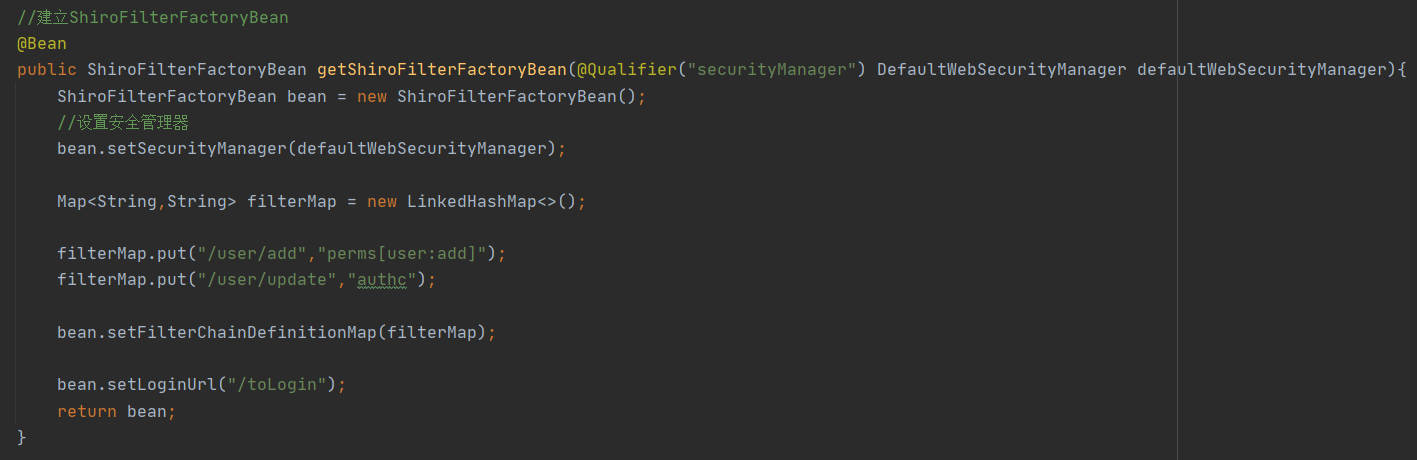 //建立ShiroFilterFactoryBean
@Bean
public ShiroFilterFactoryBean getShiroFilterFactoryBean(@Qualifier("securityManager") DefaultWebSecurityManager defaultWebSecurityManager){
ShiroFilterFactoryBean bean = new ShiroFilterFactoryBean();
//设置安全管理器
bean.setSecurityManager(defaultWebSecurityManager);
Map<String,String> filterMap = new LinkedHashMap<>();
filterMap.put("/user/add","perms[user:add]");
filterMap.put("/user/update","authc");
bean.setFilterChainDefinitionMap(filterMap);
bean.setLoginUrl("/toLogin");
return bean;
}